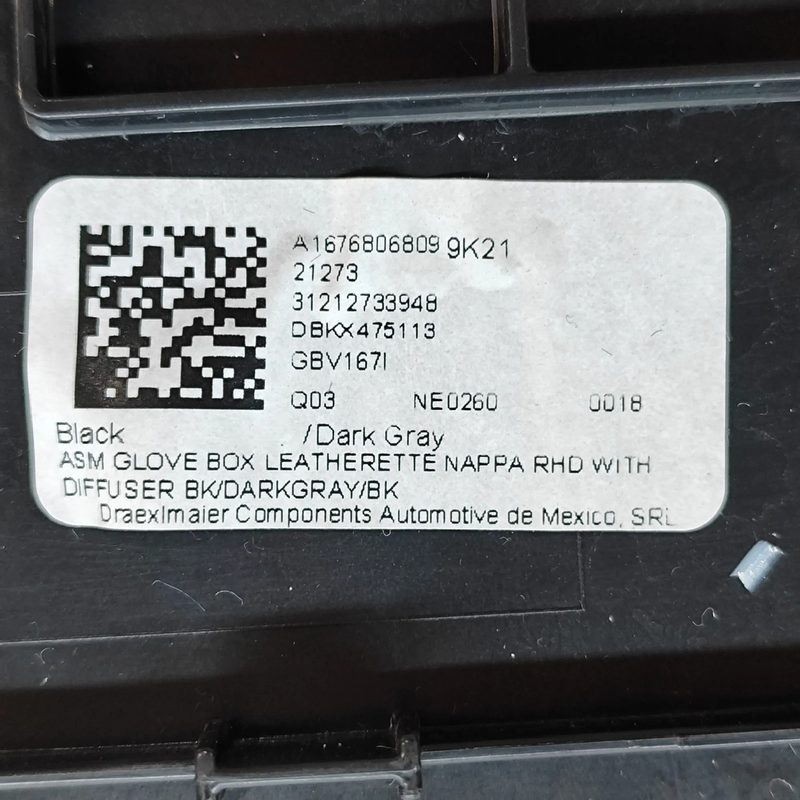 A1676806809 9K21
21273
31212733948
DBKX475113
GBV167I
Q03 NE0260 0018
Black /Dark Gray
ASM GLOVE BOX LEATHERETTE NAPPA RHD WITH
DIFFUSER BK/DARKGRAY/BK
Draexlmaier Components Automotive de Mexico, SRL